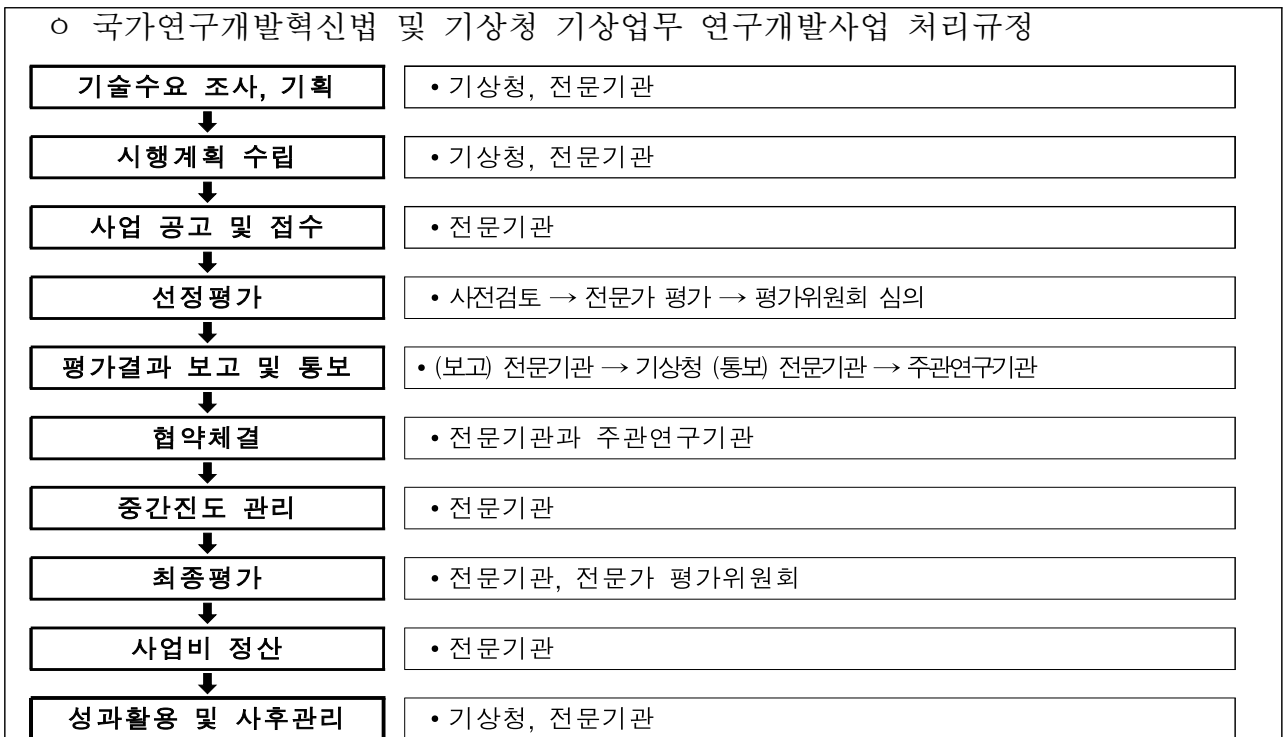 ㅇ 국가연구개발혁신법 및 기상청 기상업무 연구개발사업 처리규정
기술수요 조사, 기획 • 기상청, 전문기관
시행계획 수립 • 기상청, 전문기관
사업 공고 및 접수 • 전문기관
선정평가 • 사전검토 → 전문가 평가 → 평가위원회 심의
평가결과 보고 및 통보 • (보고) 전문기관 → 기상청 (통보) 전문기관 → 주관연구기관
협약체결 • 전문기관과 주관연구기관
중간진도 관리 • 전문기관
최종평가 • 전문기관, 전문가 평가위원회
사업비 정산 • 전문기관
성과활용 및 사후관리 • 기상청, 전문기관